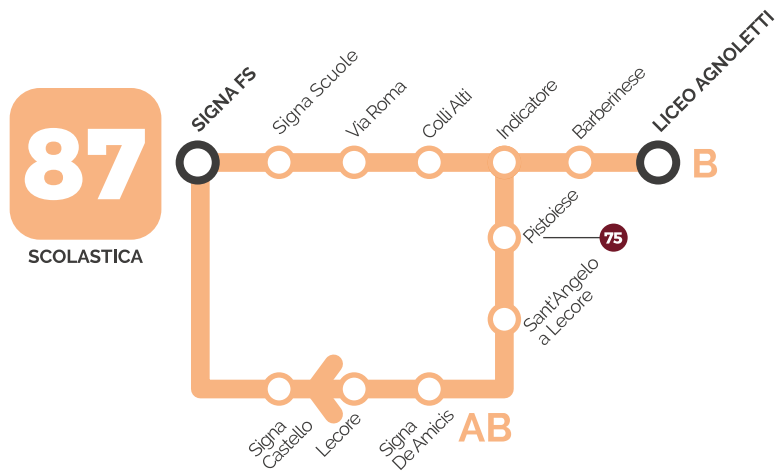 87
SCOLASTICA
SIGNA FS
Signa Scuole
Via Roma
Colli Alti
Indicatore
Barberinese
LICEO AGNOLETTI
B
Pistoiese
75
Sant'Angelo
a Lecore
Signa
Castello
Lecore
Signa
De Amicis
AB